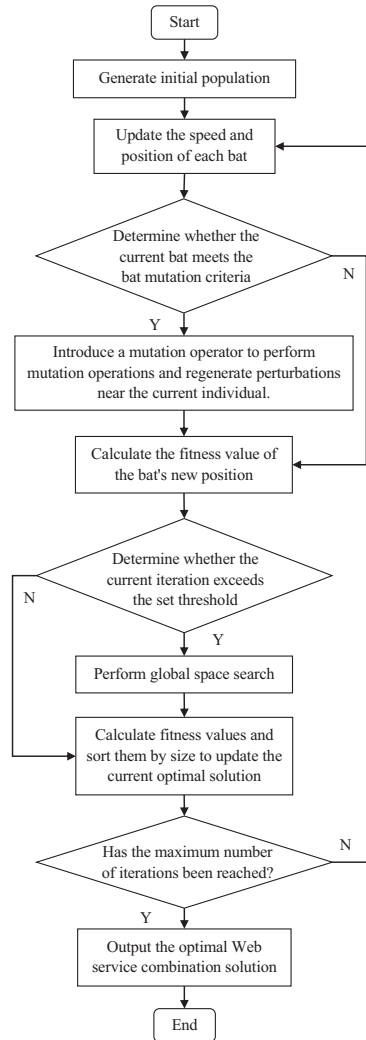 Start
Generate initial population
Update the speed and
position of each bat
Determine whether the
current bat meets the
bat mutation criteria
N
Y
Introduce a mutation operator to perform
mutation operations and regenerate perturbations
near the current individual.
Calculate the fitness value of
the bat's new position
Determine whether the
current iteration exceeds
the set threshold
N
Y
Perform global space search
Calculate fitness values and
sort them by size to update the
current optimal solution
Has the maximum number
of iterations been reached?
N
Y
Output the optimal Web
service combination solution
End